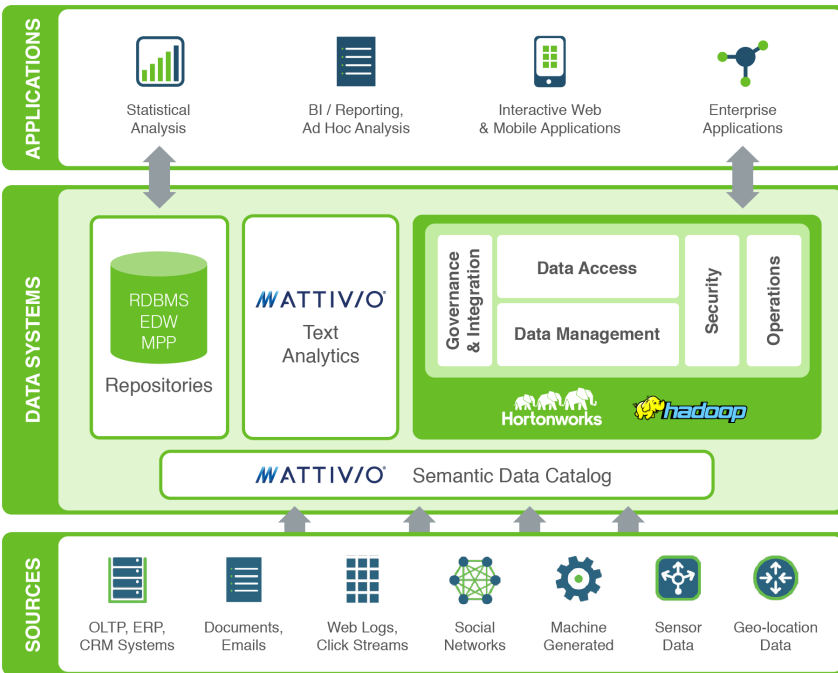 APPLICATIONS
Statistical
Analysis
BI / Reporting,
Ad Hoc Analysis
Interactive Web
& Mobile Applications
Enterprise
Applications
DATA SYSTEMS
RDBMS
EDW
MPP
Repositories
ATTIVIO®
Text
Analytics
Governance
& Integration
Data Access
Data Management
Security
Operations
Hortonworks
hadoop
ATTIVIO® Semantic Data Catalog
SOURCES
OLTP, ERP,
CRM Systems
Documents,
Emails
Web Logs,
Click Streams
Social
Networks
Machine
Generated
Sensor
Data
Geo-location
Data